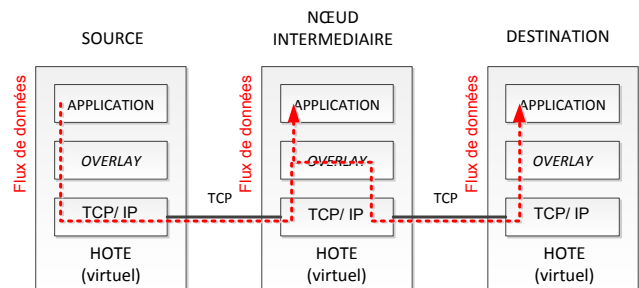 SOURCE
NŒUD
INTERMEDIAIRE
DESTINATION
Flux de données
APPLICATION
OVERLAY
TCP/ IP
HOTE
(virtuel)
TCP
Flux de données
APPLICATION
OVERLAY
TCP/ IP
HOTE
(virtuel)
TCP
Flux de données
APPLICATION
OVERLAY
TCP/ IP
HOTE
(virtuel)